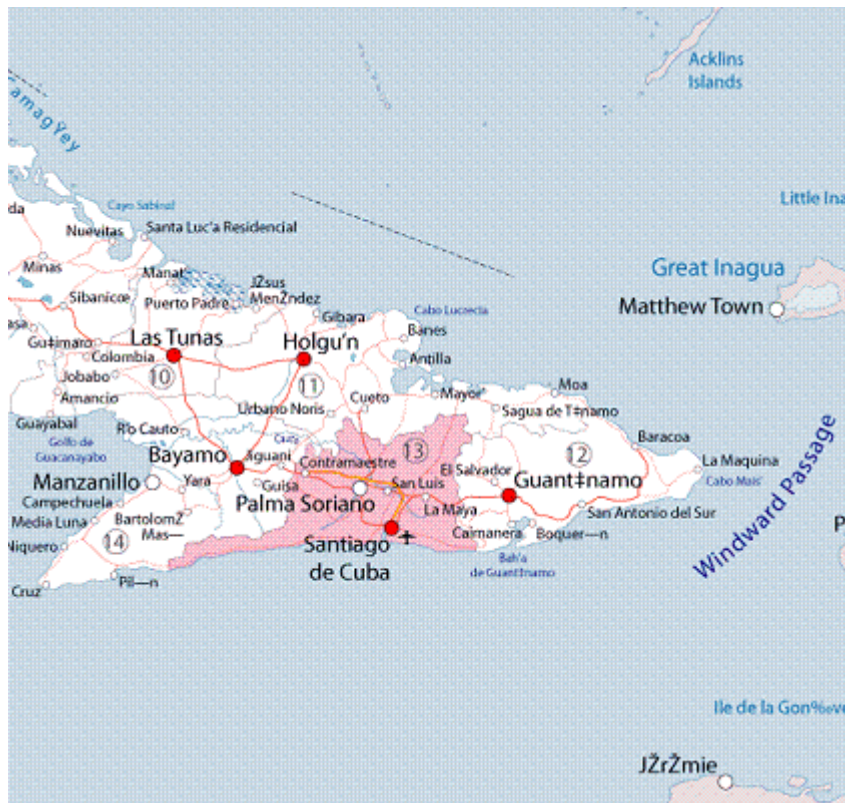 Acklins
Islands
amagŸey
Little Ina
Cayo Sabinal
da
Nuevitas
Santa Luc'a Residencial
Great Inagua
Minas
Manat'
JŽsus
MenŽndez
Sibanicœ
Puerto Padre
Matthew Town
Gibara
Cabo Lucrecia
asa
Gu‡imaro
Las Tunas
Holgu'n
Banes
Colombia
Antilla
Jobabo
10
11
Moa
Amancio
Cueto
Mayor'
Urbano Noris
Sagua de T‡namo
Guayabal
R'o Cauto
Golfo de
Guacanayabo
Cauto
13
12
Baracoa
Bayamo
Jiguani
Contramaestre
El Salvador
La Maquina
Manzanillo
Guisa
Guant‡namo
Cabo Mais'
Yara
Palma Soriano
San Luis
Campechuela
La Maya
San Antonio del Sur
Windward Passage
Media Luna
BartolomŽ
Mas—
Caimanera
Boquer—n
P
Niquero
14
Santiago
de Cuba
Bah'a
de Guant‡namo
Cruz
Pil—n
Ile de la Gon‰ve
JŽrŽmie